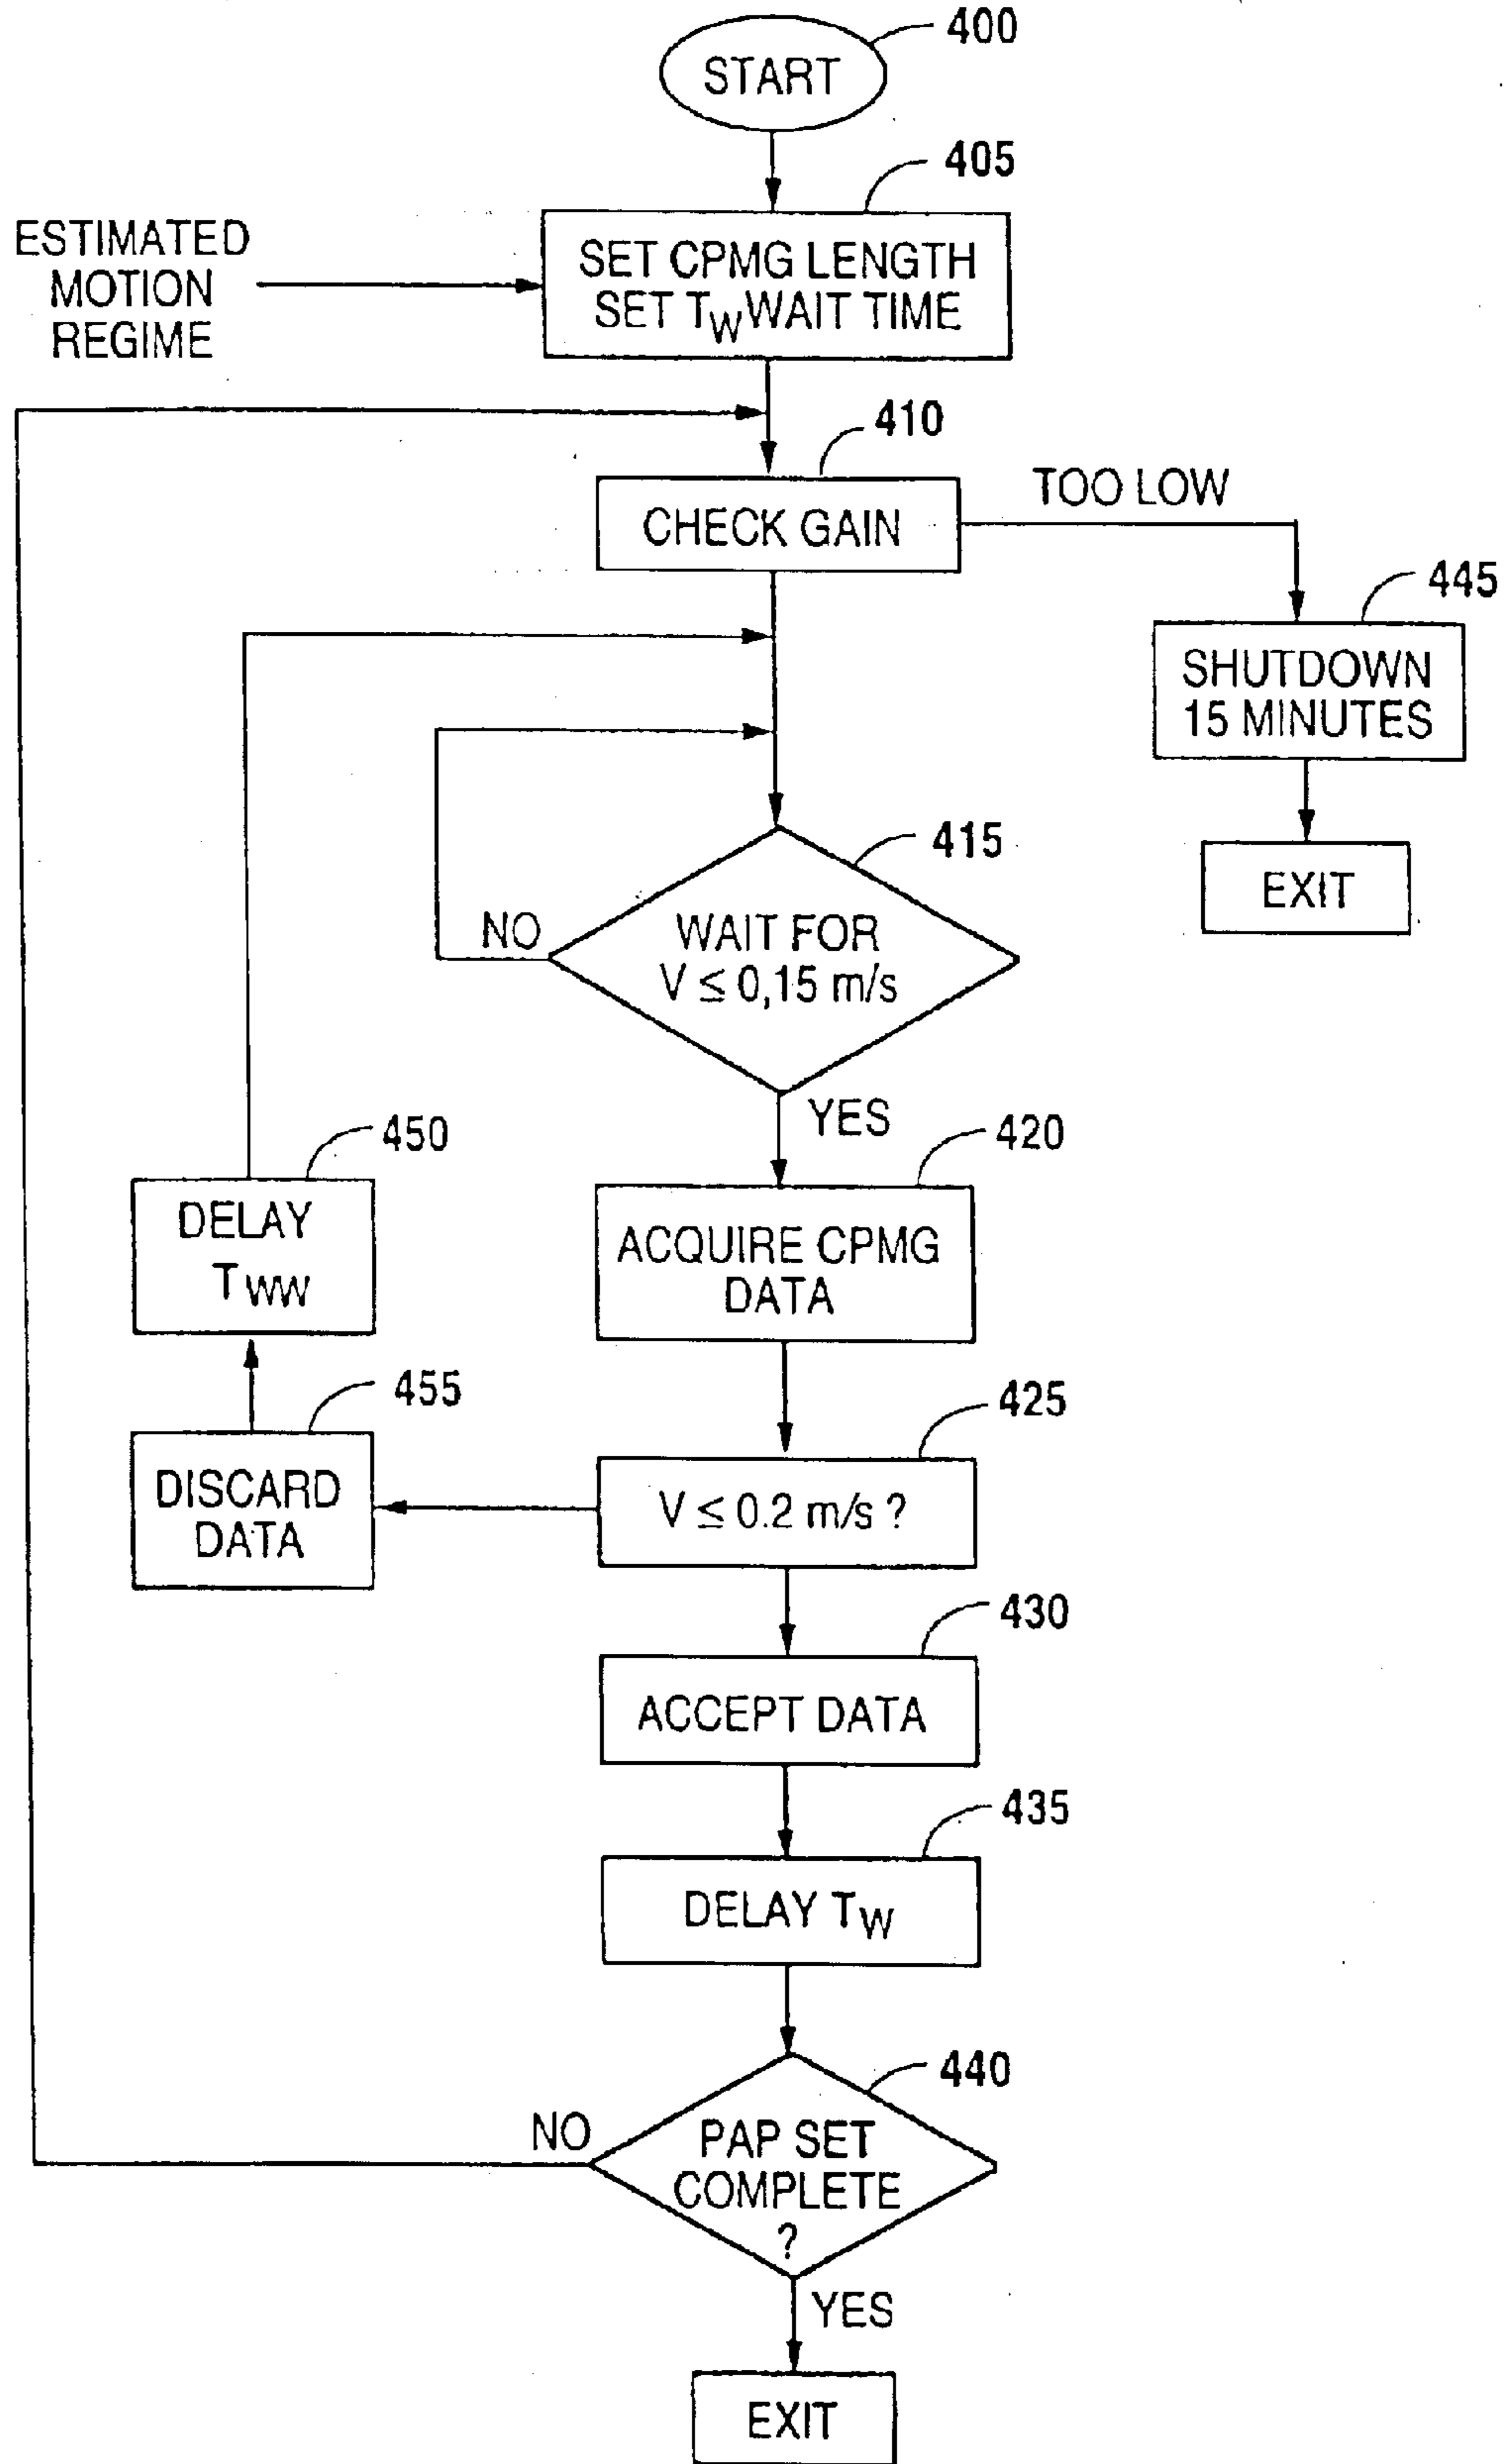 400
START
405
ESTIMATED
MOTION
REGIME
SET CPMG LENGTH
SET TW WAIT TIME
410
CHECK GAIN
TOO LOW
445
SHUTDOWN
15 MINUTES
EXIT
415
NO
WAIT FOR
V ≤ 0,15 m/s
YES
420
ACQUIRE CPMG
DATA
450
DELAY
TWW
455
DISCARD
DATA
425
V ≤ 0.2 m/s ?
430
ACCEPT DATA
435
DELAY TW
440
NO
PAP SET
COMPLETE
?
YES
EXIT